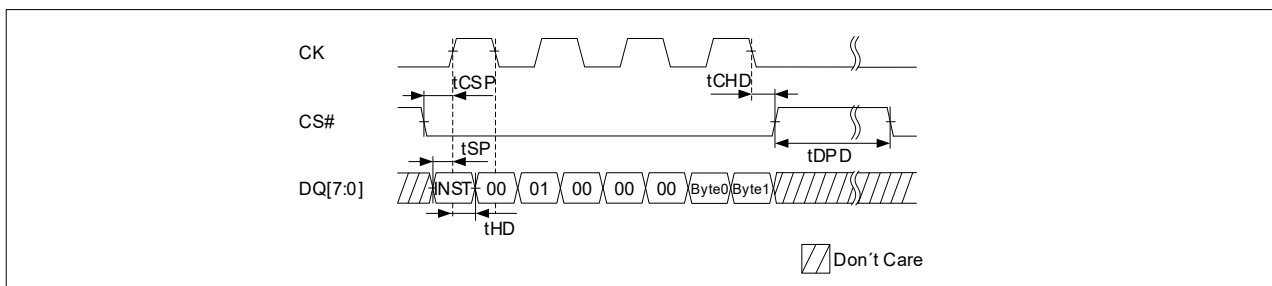 CK
tCSP
tCHD
CS#
tSP
tDPD
DQ[7:0]
INST 00 01 00 00 00 Byte0 Byte1
tHD
Don´t Care